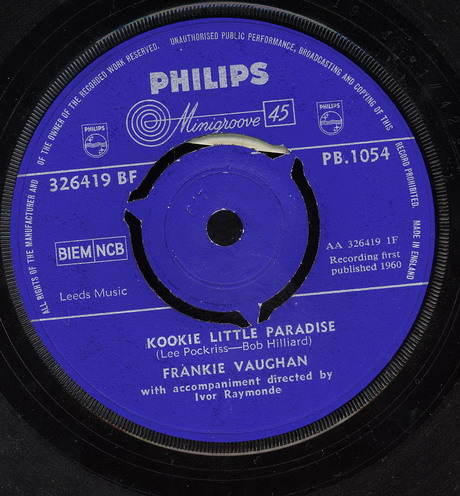 ALL RIGHTS OF THE MANUFACTURER AND OF THE OWNER OF THE RECORDED WORK RESERVED. UNAUTHORISED PUBLIC PERFORMANCE, BROADCASTING AND COPYING OF THIS RECORD PROHIBITED. MADE IN ENGLAND
PHILIPS
Minigroove 45
PHILIPS
PHILIPS
326419 BF
PB.1054
BIEM NCB
AA 326419 1F
Recording first
published 1960
Leeds Music
KOOKIE LITTLE PARADISE
(Lee Pockriss—Bob Hilliard)
FRANKIE VAUGHAN
with accompaniment directed by
Ivor Raymonde